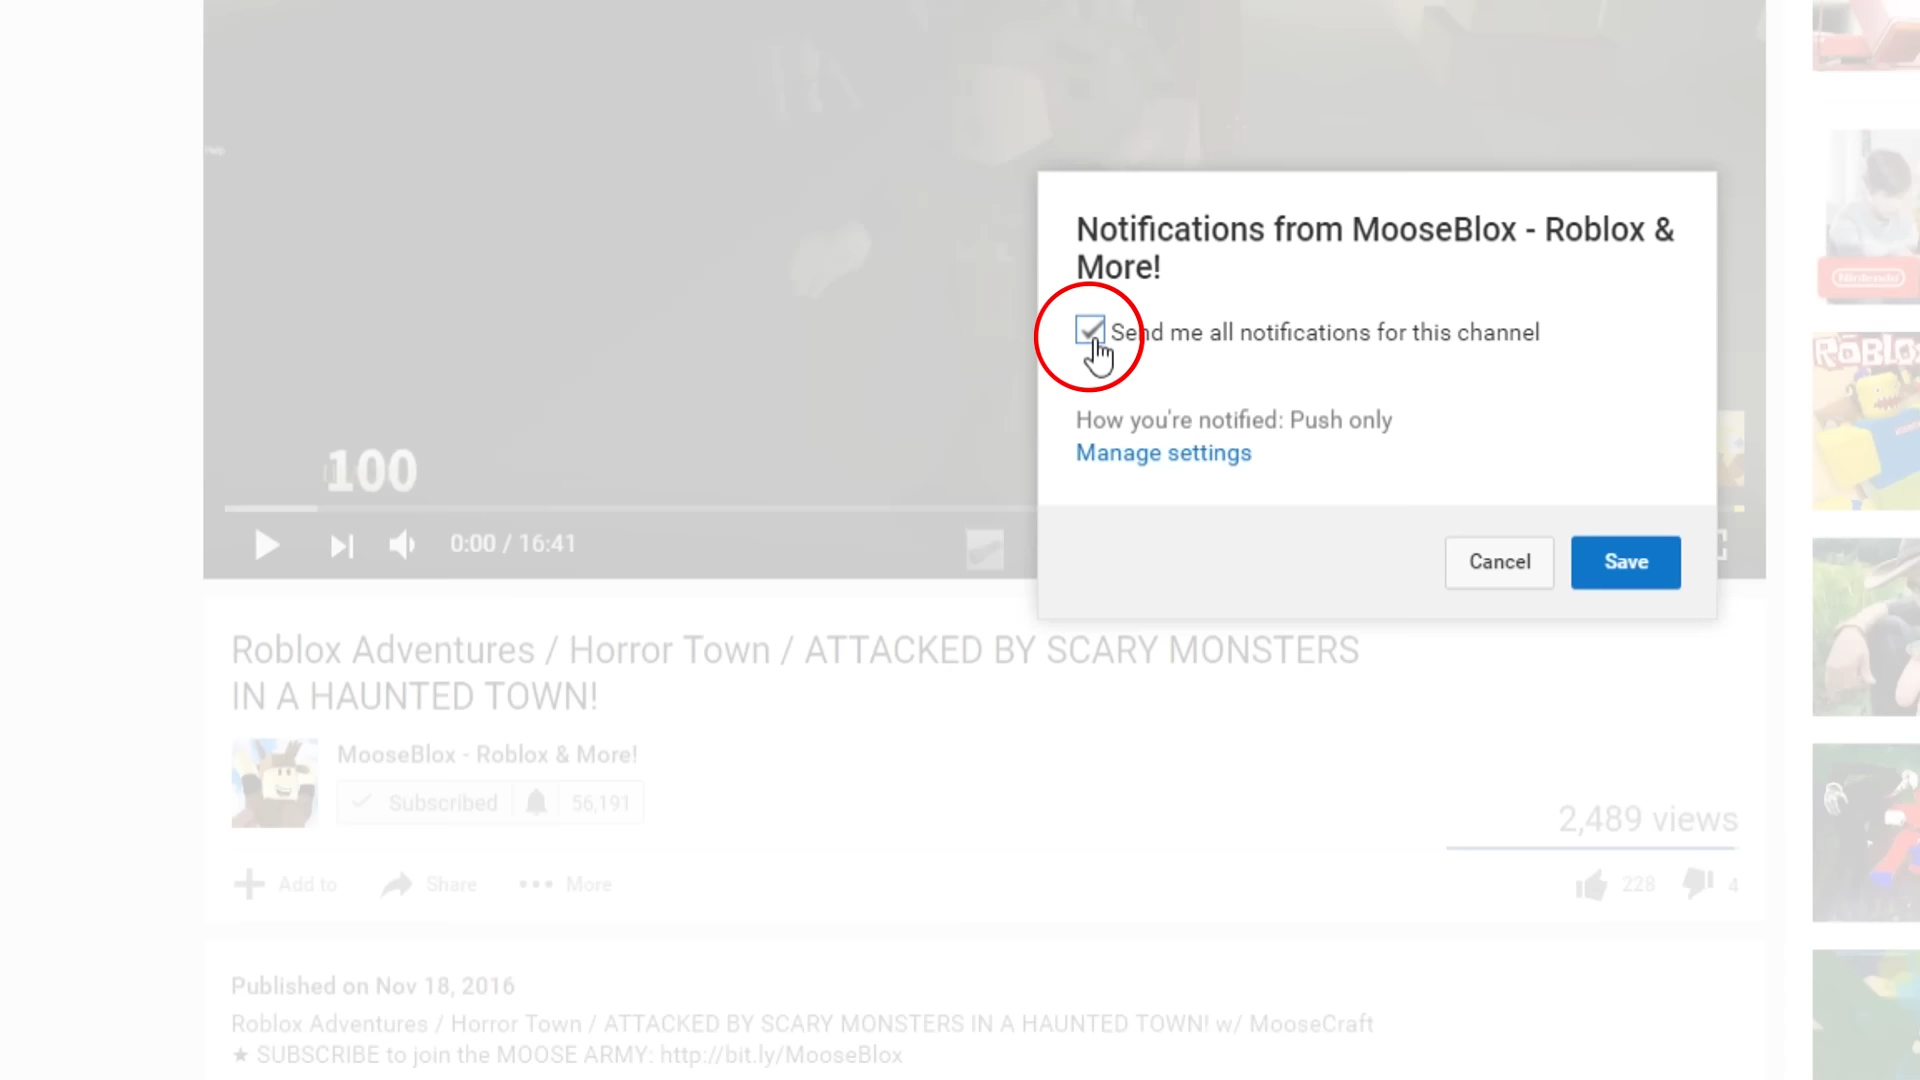 Notifications from MooseBlox - Roblox &
More!
Send me all notifications for this channel
How you're notified: Push only
Manage settings
Cancel
Save
100
0:00 / 16:41
Roblox Adventures / Horror Town / ATTACKED BY SCARY MONSTERS
IN A HAUNTED TOWN!
MooseBlox - Roblox & More!
Subscribed
56,191
2,489 views
Add to
Share
More
228
4
Published on Nov 18, 2016
Roblox Adventures / Horror Town / ATTACKED BY SCARY MONSTERS IN A HAUNTED TOWN! w/ MooseCraft
★ SUBSCRIBE to join the MOOSE ARMY: http://bit.ly/MooseBlox
Nintendo